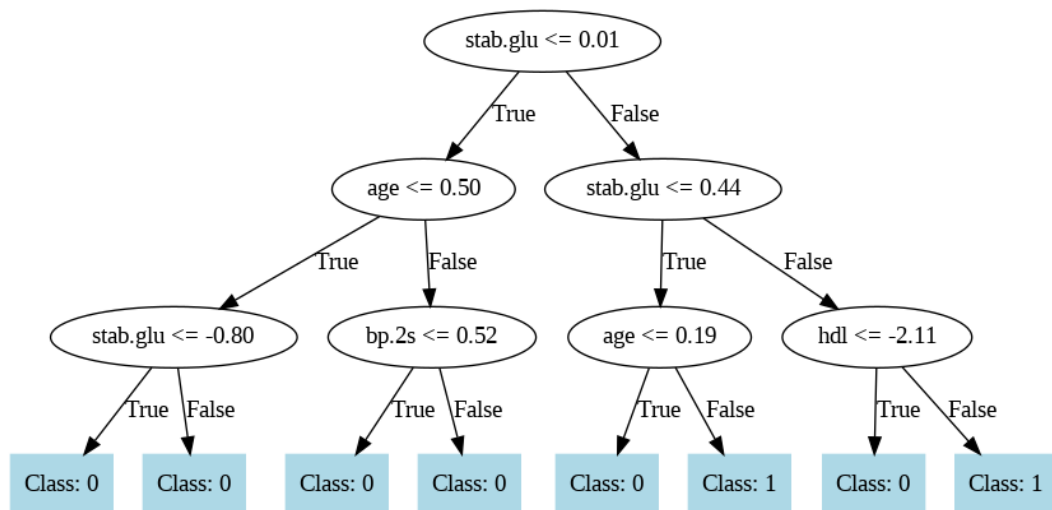 stab.glu <= 0.01
True
False
age <= 0.50
stab.glu <= 0.44
True
False
True
False
stab.glu <= -0.80
bp.2s <= 0.52
age <= 0.19
hdl <= -2.11
True
False
True
False
True
False
True
False
Class: 0
Class: 0
Class: 0
Class: 0
Class: 0
Class: 1
Class: 0
Class: 1